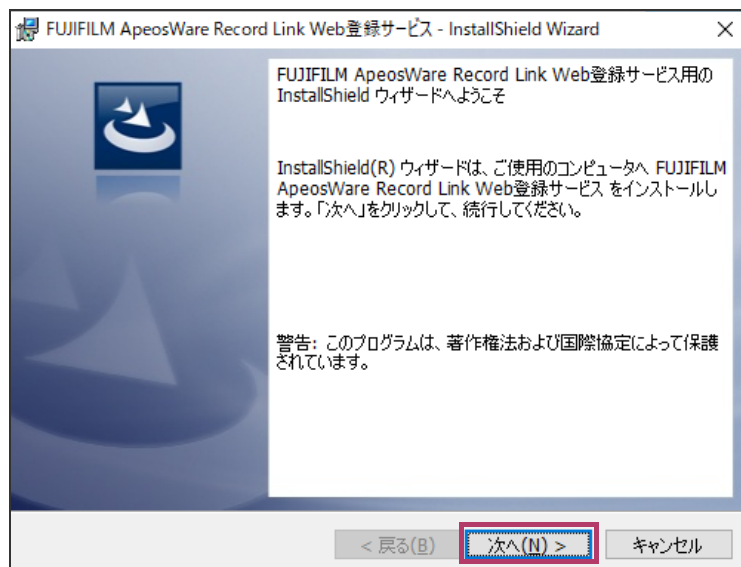 FUJIFILM ApeosWare Record Link Web登録サービス - InstallShield Wizard
FUJIFILM ApeosWare Record Link Web登録サービス用の
InstallShield ウィザードへようこそ
InstallShield(R) ウィザードは、ご使用のコンピュータへ FUJIFILM
ApeosWare Record Link Web登録サービス をインストールし
ます。「次へ」をクリックして、続行してください。
警告: このプログラムは、著作権法および国際協定によって保護
されています。
< 戻る(B) 次へ(N) > キャンセル